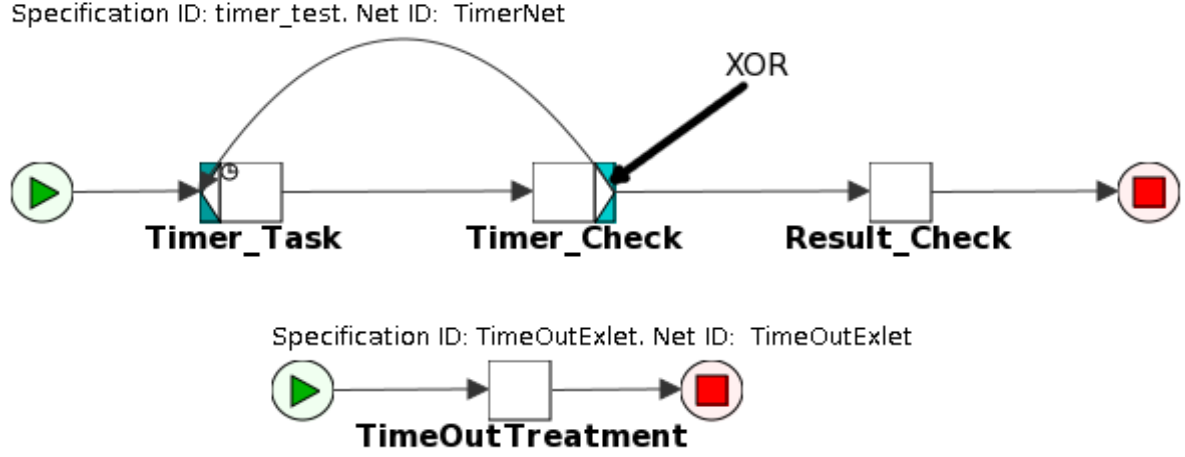 Specification ID: timer_test. Net ID:  TimerNet
XOR
Timer_Task
Timer_Check
Result_Check
Specification ID: TimeOutExlet. Net ID:  TimeOutExlet
TimeOutTreatment